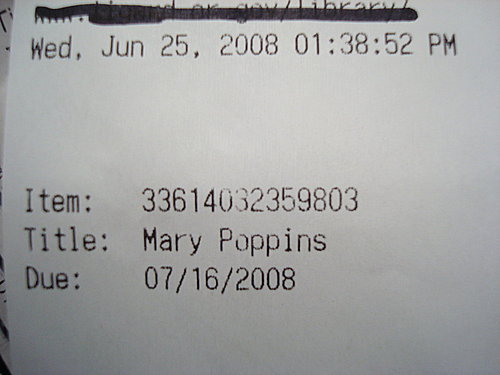 Wed, Jun 25, 2008 01:38:52 PM
Item: 33614032359803
Title: Mary Poppins
Due: 07/16/2008